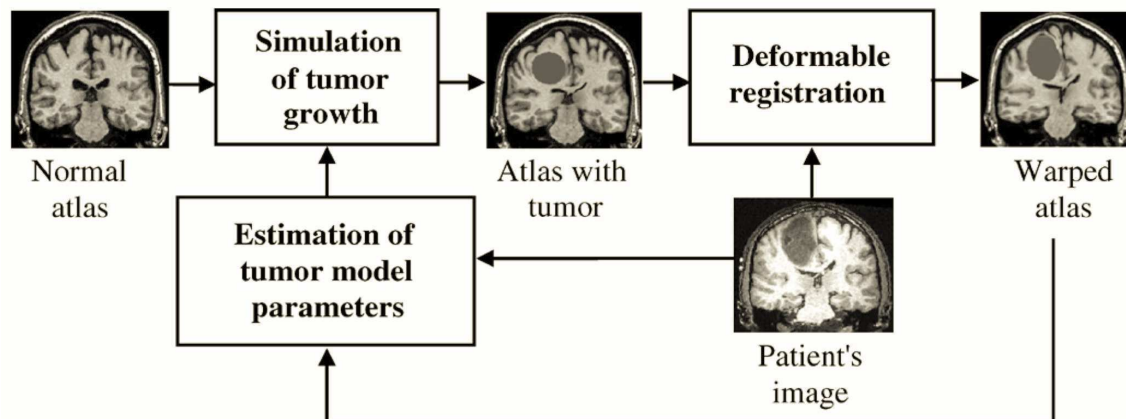 Simulation
of tumor
growth
Deformable
registration
Normal
atlas
Atlas with
tumor
Warped
atlas
Estimation of
tumor model
parameters
Patient's
image